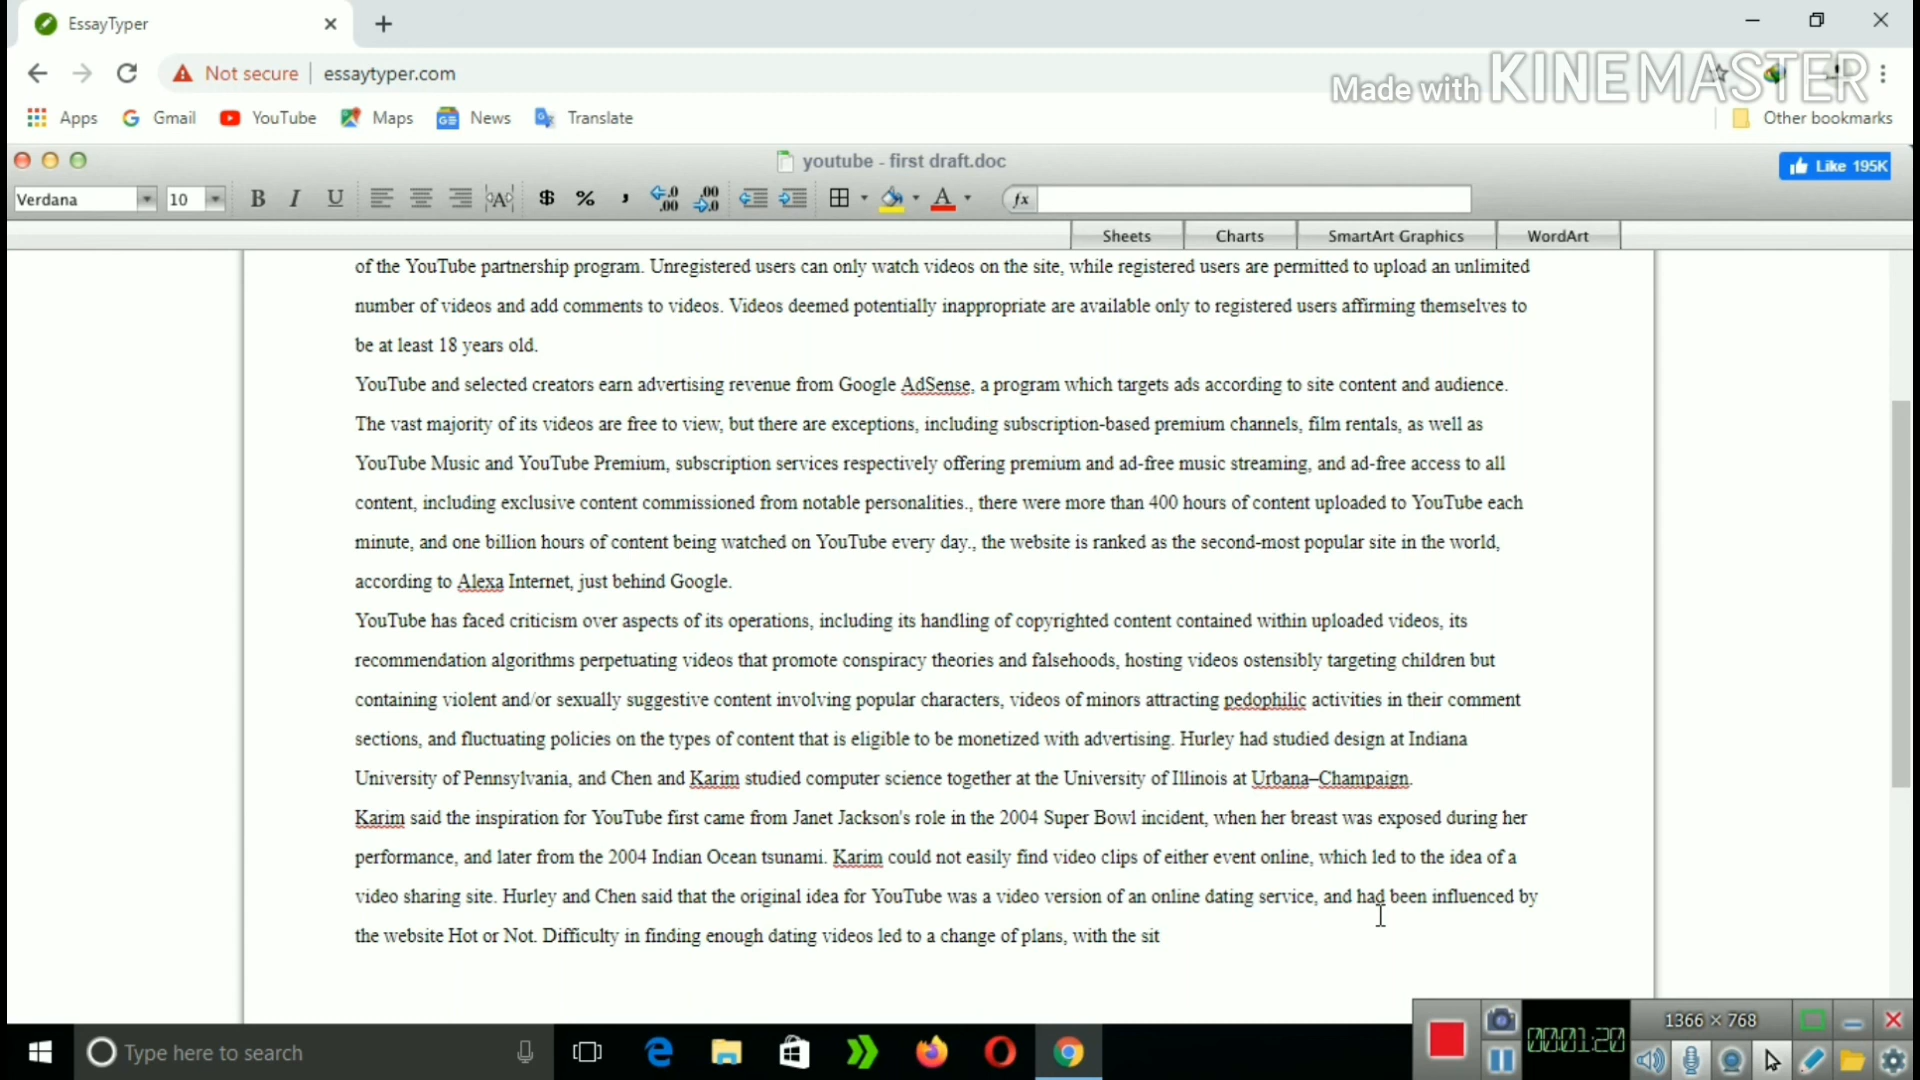 EssayTyper
Not secure essaytyper.com
Made with KINEMASTER
Apps Gmail YouTube Maps News Translate Other bookmarks
youtube - first draft.doc
Like 195K
Verdana 10 B I U A $ % , .0 .00 .00 .0 A fx
Sheets Charts SmartArt Graphics WordArt
of the YouTube partnership program. Unregistered users can only watch videos on the site, while registered users are permitted to upload an unlimited
number of videos and add comments to videos. Videos deemed potentially inappropriate are available only to registered users affirming themselves to
be at least 18 years old.
YouTube and selected creators earn advertising revenue from Google AdSense, a program which targets ads according to site content and audience.
The vast majority of its videos are free to view, but there are exceptions, including subscription-based premium channels, film rentals, as well as
YouTube Music and YouTube Premium, subscription services respectively offering premium and ad-free music streaming, and ad-free access to all
content, including exclusive content commissioned from notable personalities., there were more than 400 hours of content uploaded to YouTube each
minute, and one billion hours of content being watched on YouTube every day., the website is ranked as the second-most popular site in the world,
according to Alexa Internet, just behind Google.
YouTube has faced criticism over aspects of its operations, including its handling of copyrighted content contained within uploaded videos, its
recommendation algorithms perpetuating videos that promote conspiracy theories and falsehoods, hosting videos ostensibly targeting children but
containing violent and/or sexually suggestive content involving popular characters, videos of minors attracting pedophilic activities in their comment
sections, and fluctuating policies on the types of content that is eligible to be monetized with advertising. Hurley had studied design at Indiana
University of Pennsylvania, and Chen and Karim studied computer science together at the University of Illinois at Urbana–Champaign.
Karim said the inspiration for YouTube first came from Janet Jackson's role in the 2004 Super Bowl incident, when her breast was exposed during her
performance, and later from the 2004 Indian Ocean tsunami. Karim could not easily find video clips of either event online, which led to the idea of a
video sharing site. Hurley and Chen said that the original idea for YouTube was a video version of an online dating service, and had been influenced by
the website Hot or Not. Difficulty in finding enough dating videos led to a change of plans, with the sit
1366 × 768
00:01:20
Type here to search